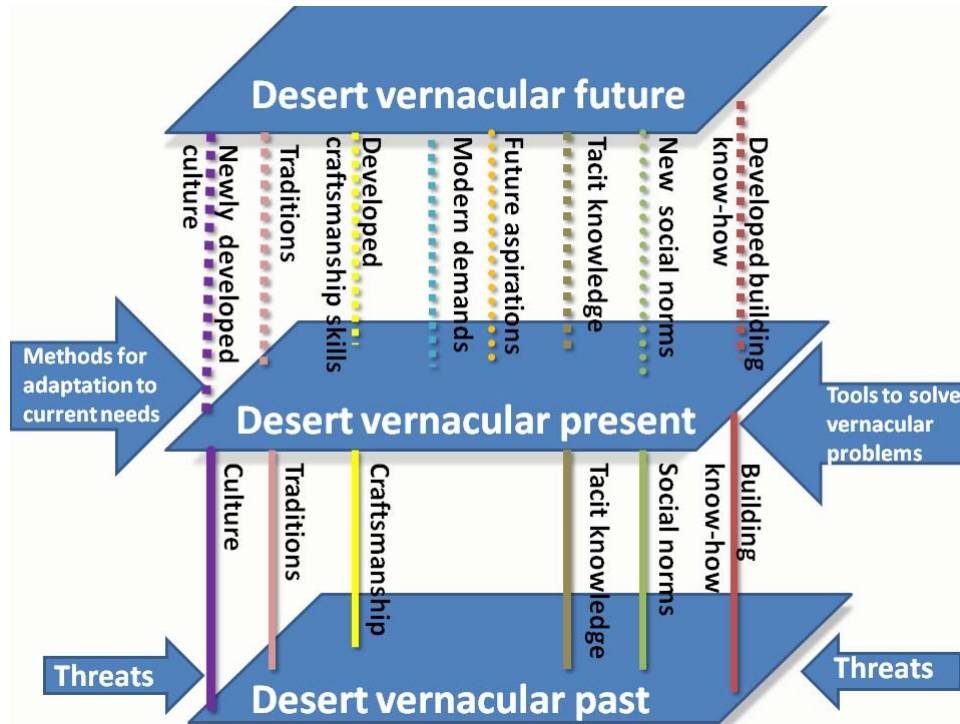 Desert vernacular future
Newly developed
culture
Traditions
Developed
craftsmanship skills
Modern demands
Future aspirations
Tacit knowledge
New social norms
Developed building
know-how
Methods for
adaptation to
current needs
Desert vernacular present
Tools to solve
vernacular
problems
Culture
Traditions
Craftsmanship
Tacit knowledge
Social norms
Building
know-how
Threats
Desert vernacular past
Threats